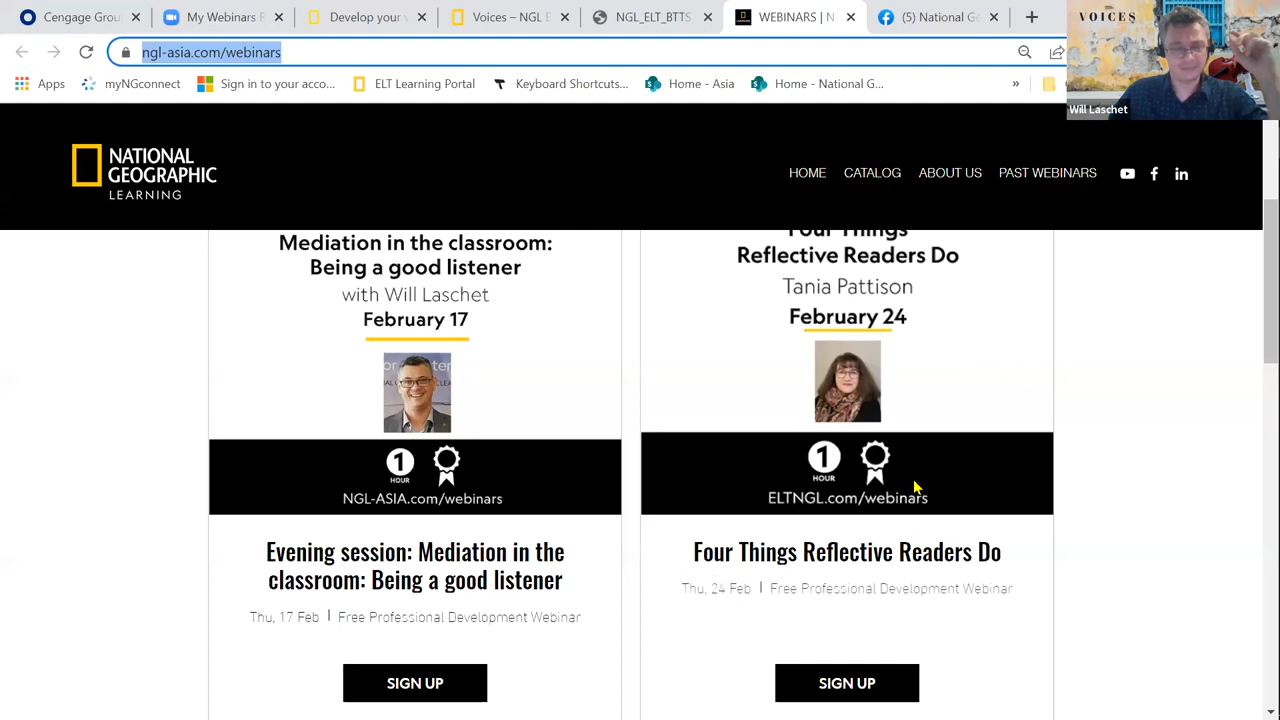 Cengage Grou
My Webinars
Develop your
Voices – NGL E
NGL_ELT_BTTS
WEBINARS | N
(5) National Ge
ngl-asia.com/webinars
Apps
myNGconnect
Sign in to your acco...
ELT Learning Portal
Keyboard Shortcuts...
Home - Asia
Home - National G...
»
VOICES
Will Laschet
NATIONAL
GEOGRAPHIC
LEARNING
HOME
CATALOG
ABOUT US
PAST WEBINARS
Mediation in the classroom:
Being a good listener
with Will Laschet
February 17
1
HOUR
NGL-ASIA.com/webinars
Evening session: Mediation in the
classroom: Being a good listener
Thu, 17 Feb | Free Professional Development Webinar
SIGN UP
Four Things
Reflective Readers Do
Tania Pattison
February 24
1
HOUR
ELTNGL.com/webinars
Four Things Reflective Readers Do
Thu, 24 Feb | Free Professional Development Webinar
SIGN UP